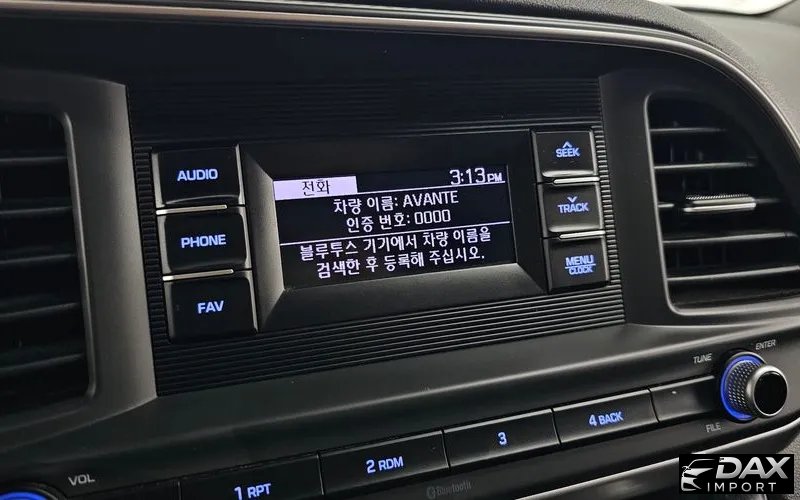 AUDIO
PHONE
FAV
전화
3:13PM
차량 이름: AVANTE
인증 번호: 0000
블루투스 기기에서 차량 이름을
검색한 후 등록해 주십시오.
SEEK
TRACK
MENU
CLOCK
TUNE
ENTER
FILE
VOL
1 RPT
2 RDM
3
4 BACK
Bluetooth
DAX
IMPORT